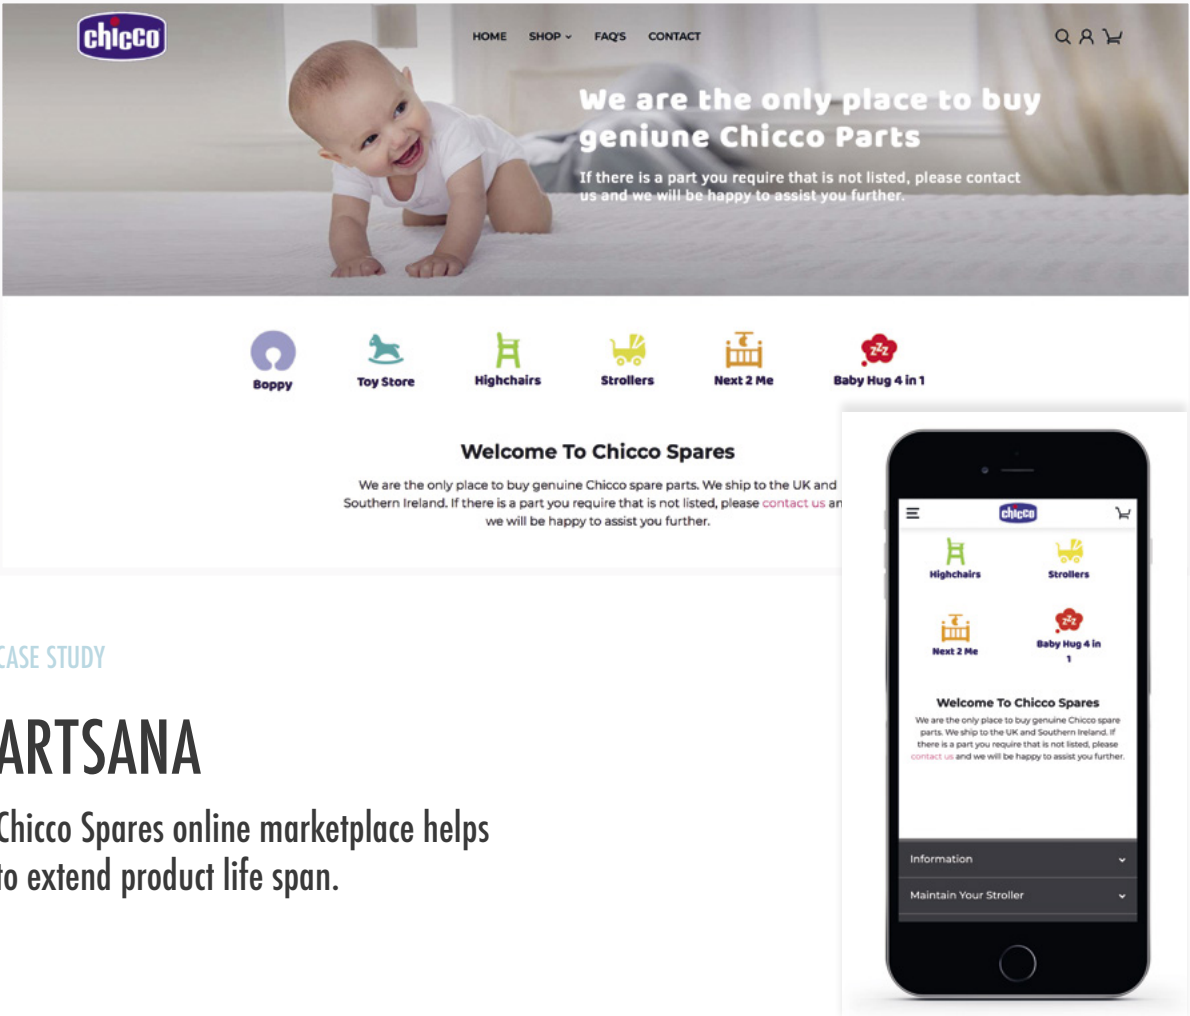 chicco
HOME SHOP FAQ'S CONTACT
We are the only place to buy
geniune Chicco Parts
If there is a part you require that is not listed, please contact
us and we will be happy to assist you further.
Boppy
Toy Store
Highchairs
Strollers
zZz
Next 2 Me
Baby Hug 4 in 1
Welcome To Chicco Spares
We are the only place to buy genuine Chicco spare parts. We ship to the UK and
Southern Ireland. If there is a part you require that is not listed, please contact us an
we will be happy to assist you further.
chicco
Highchairs
Strollers
zZz
Next 2 Me
Baby Hug 4 in
1
Welcome To Chicco Spares
We are the only place to buy genuine Chicco spare
parts. We ship to the UK and Southern Ireland. If
there is a part you require that is not listed, please
contact us and we will be happy to assist you further.
Information
Maintain Your Stroller
CASE STUDY
ARTSANA
Chicco Spares online marketplace helps
to extend product life span.